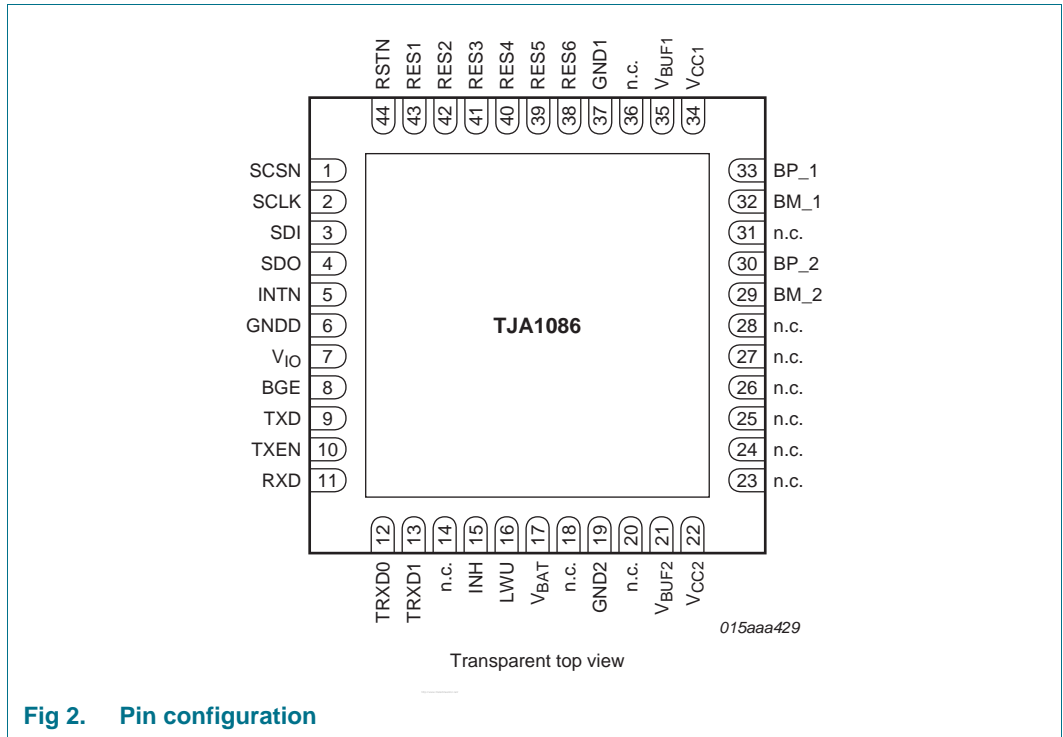 RSTN RES1 RES2 RES3 RES4 RES5 RES6 GND1 n.c. VBUF1 VCC1
44 43 42 41 40 39 38 37 36 35 34
SCSN 1
SCLK 2
SDI 3
SDO 4
INTN 5
GNDD 6
VIO 7
BGE 8
TXD 9
TXEN 10
RXD 11
TJA1086
33 BP_1
32 BM_1
31 n.c.
30 BP_2
29 BM_2
28 n.c.
27 n.c.
26 n.c.
25 n.c.
24 n.c.
23 n.c.
12 13 14 15 16 17 18 19 20 21 22
TRXD0 TRXD1 n.c. INH LWU VBAT n.c. GND2 n.c. VBUF2 VCC2
015aaa429
Transparent top view
Fig 2. Pin configuration